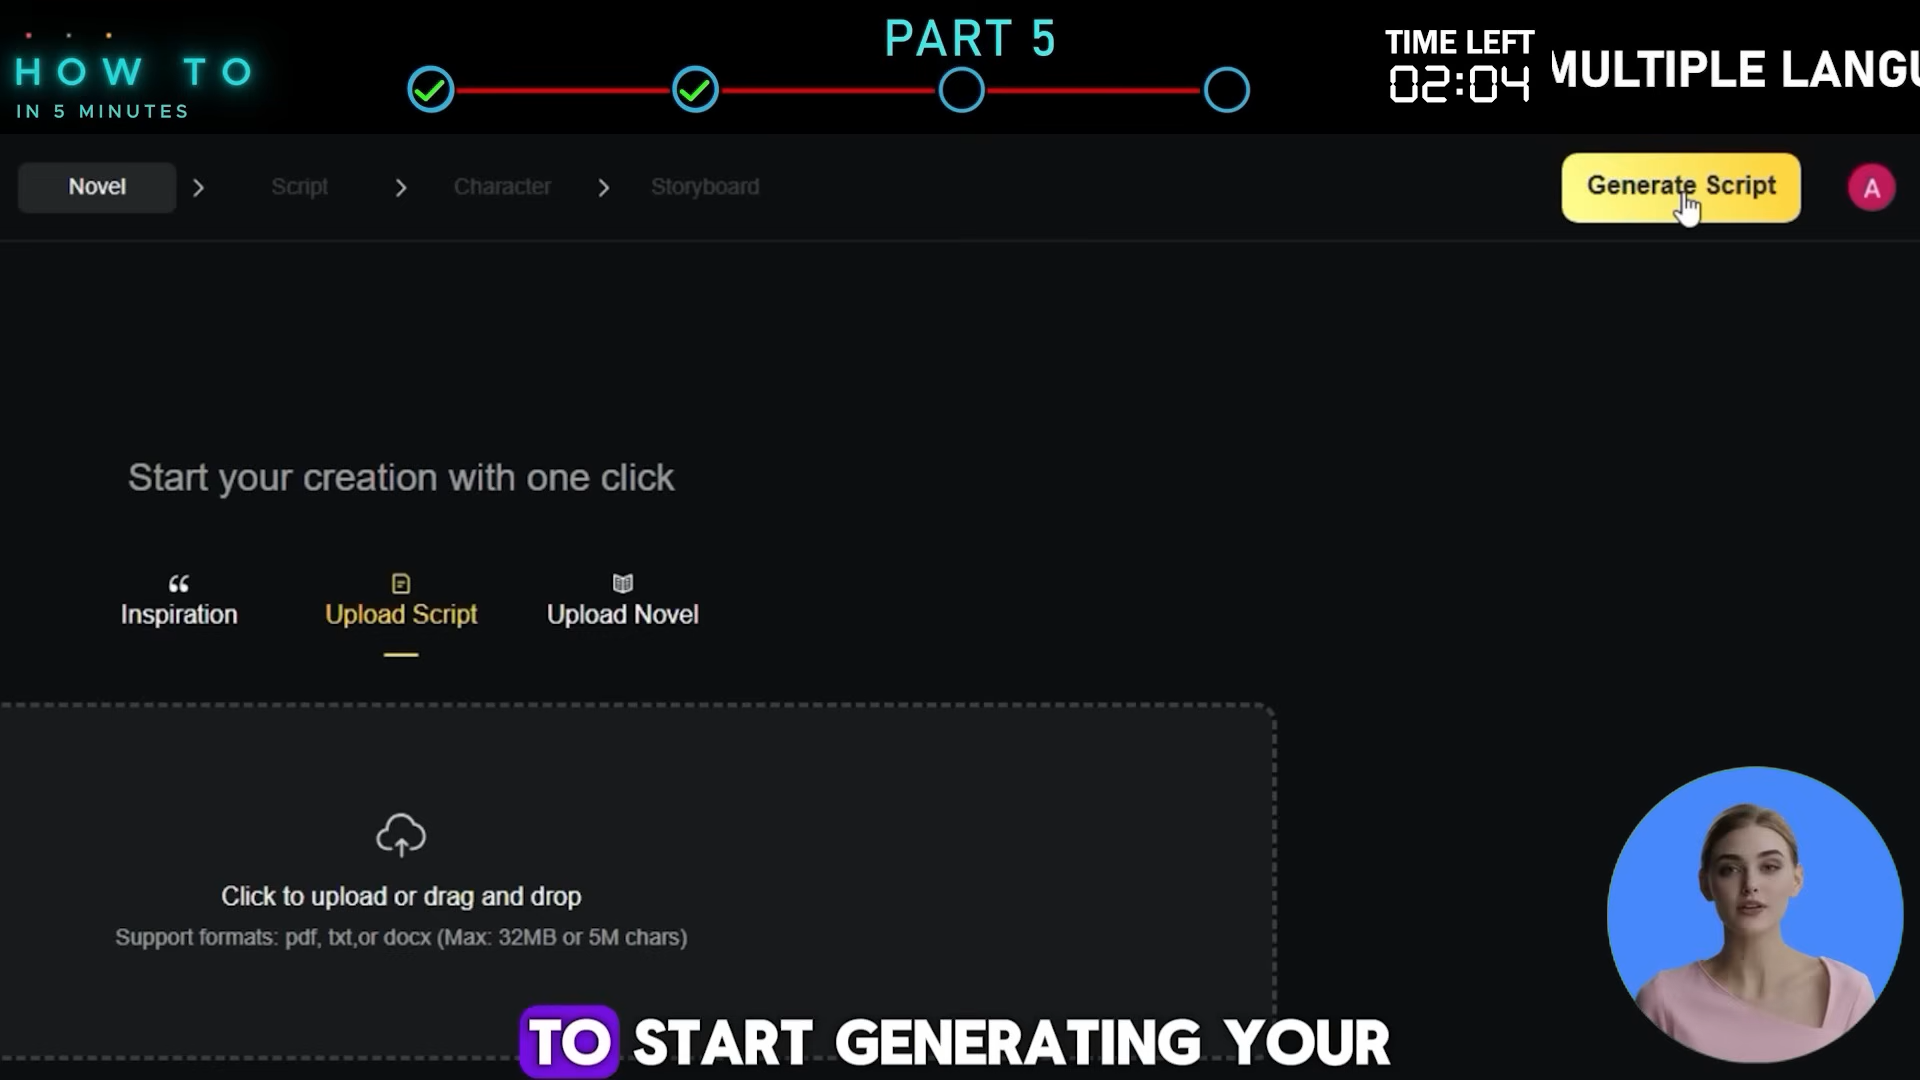 PART 5
HOW TO
IN 5 MINUTES
TIME LEFT
02:04
MULTIPLE LANGU
Novel
Script
Character
Storyboard
Generate Script
A
Start your creation with one click
Inspiration
Upload Script
Upload Novel
Click to upload or drag and drop
Support formats: pdf, txt,or docx (Max: 32MB or 5M chars)
TO START GENERATING YOUR